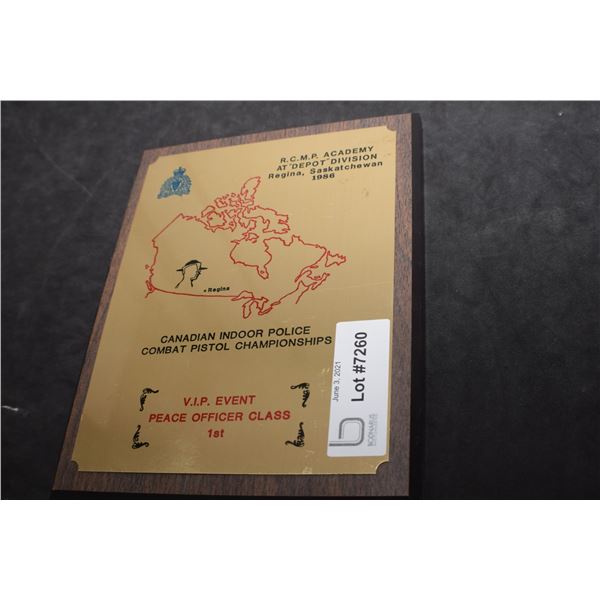 R.C.M.P. ACADEMY
AT "DEPOT" DIVISION
Regina, Saskatchewan
1986
Regina
CANADIAN INDOOR POLICE
COMBAT PISTOL CHAMPIONSHIPS
V.I.P. EVENT
PEACE OFFICER CLASS
1st
June 3, 2021
Lot #7260
BODNARUS